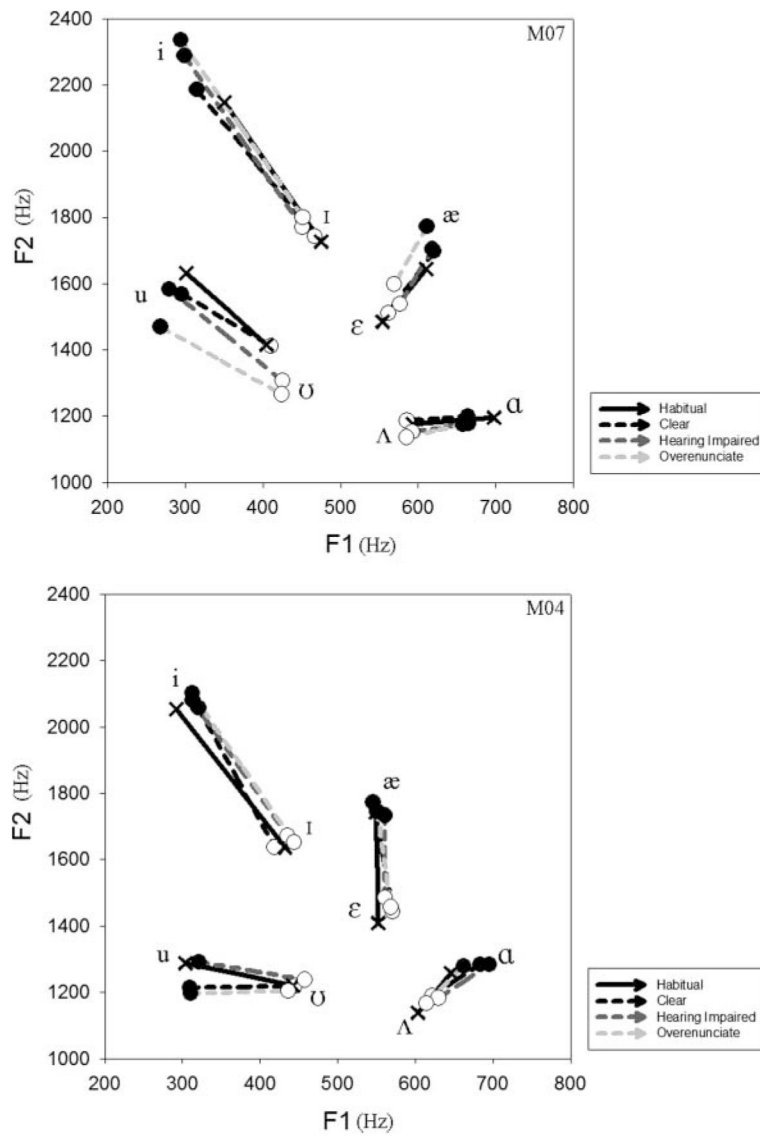 M07
2400
2200
2000
1800
1600
1400
1200
1000
F2 (Hz)
i
ɪ
æ
ɛ
u
ʊ
ɑ
Λ
200 300 400 500 600 700 800
F1 (Hz)
Habitual
Clear
Hearing Impaired
Overenunciate
M04
2400
2200
2000
1800
1600
1400
1200
1000
F2 (Hz)
i
ɪ
æ
ɛ
u
ʊ
ɑ
Λ
200 300 400 500 600 700 800
F1 (Hz)
Habitual
Clear
Hearing Impaired
Overenunciate